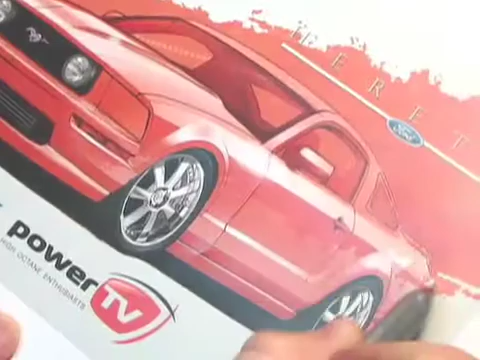 H E R E T
Ford
power
TV
HIGH OCTANE ENTHUSIASTS